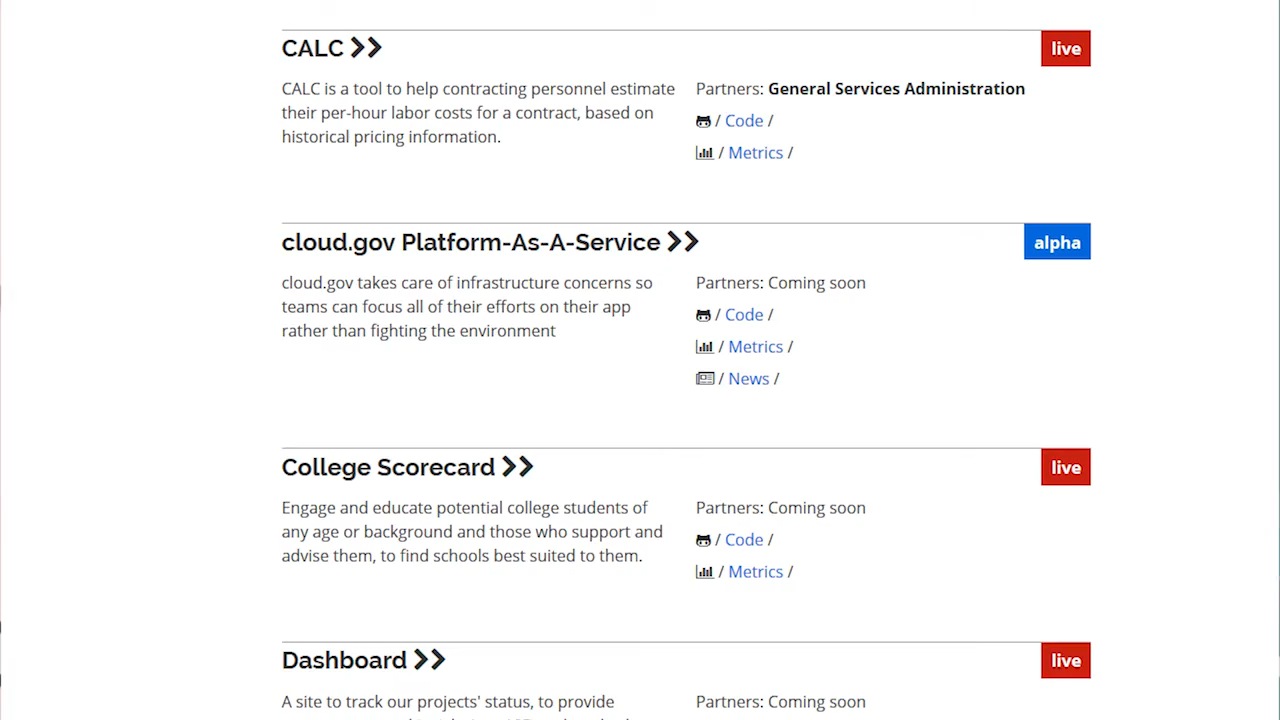 CALC
live
CALC is a tool to help contracting personnel estimate
their per-hour labor costs for a contract, based on
historical pricing information.
Partners: General Services Administration
/ Code /
/ Metrics /
cloud.gov Platform-As-A-Service
alpha
cloud.gov takes care of infrastructure concerns so
teams can focus all of their efforts on their app
rather than fighting the environment
Partners: Coming soon
/ Code /
/ Metrics /
/ News /
College Scorecard
live
Engage and educate potential college students of
any age or background and those who support and
advise them, to find schools best suited to them.
Partners: Coming soon
/ Code /
/ Metrics /
Dashboard
live
A site to track our projects' status, to provide
Partners: Coming soon